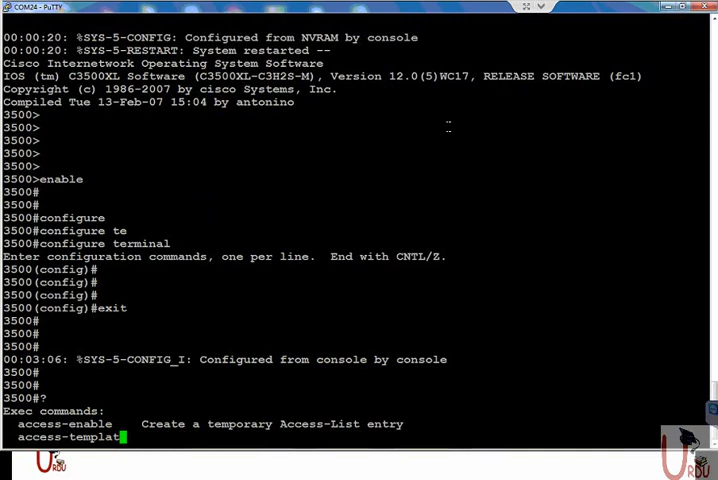 COM24 - PuTTY
00:00:20: %SYS-5-CONFIG: Configured from NVRAM by console
00:00:20: %SYS-5-RESTART: System restarted --
Cisco Internetwork Operating System Software
IOS (tm) C3500XL Software (C3500XL-C3H2S-M), Version 12.0(5)WC17, RELEASE SOFTWARE (fc1)
Copyright (c) 1986-2007 by cisco Systems, Inc.
Compiled Tue 13-Feb-07 15:04 by antonino
3500>
3500>
3500>
3500>
3500>
3500>enable
3500#
3500#
3500#configure
3500#configure te
3500#configure terminal
Enter configuration commands, one per line.  End with CNTL/Z.
3500(config)#
3500(config)#
3500(config)#
3500(config)#exit
3500#
3500#
3500#
00:03:06: %SYS-5-CONFIG_I: Configured from console by console
3500#
3500#
3500#?
Exec commands:
  access-enable    Create a temporary Access-List entry
  access-templat
URDU
URDU